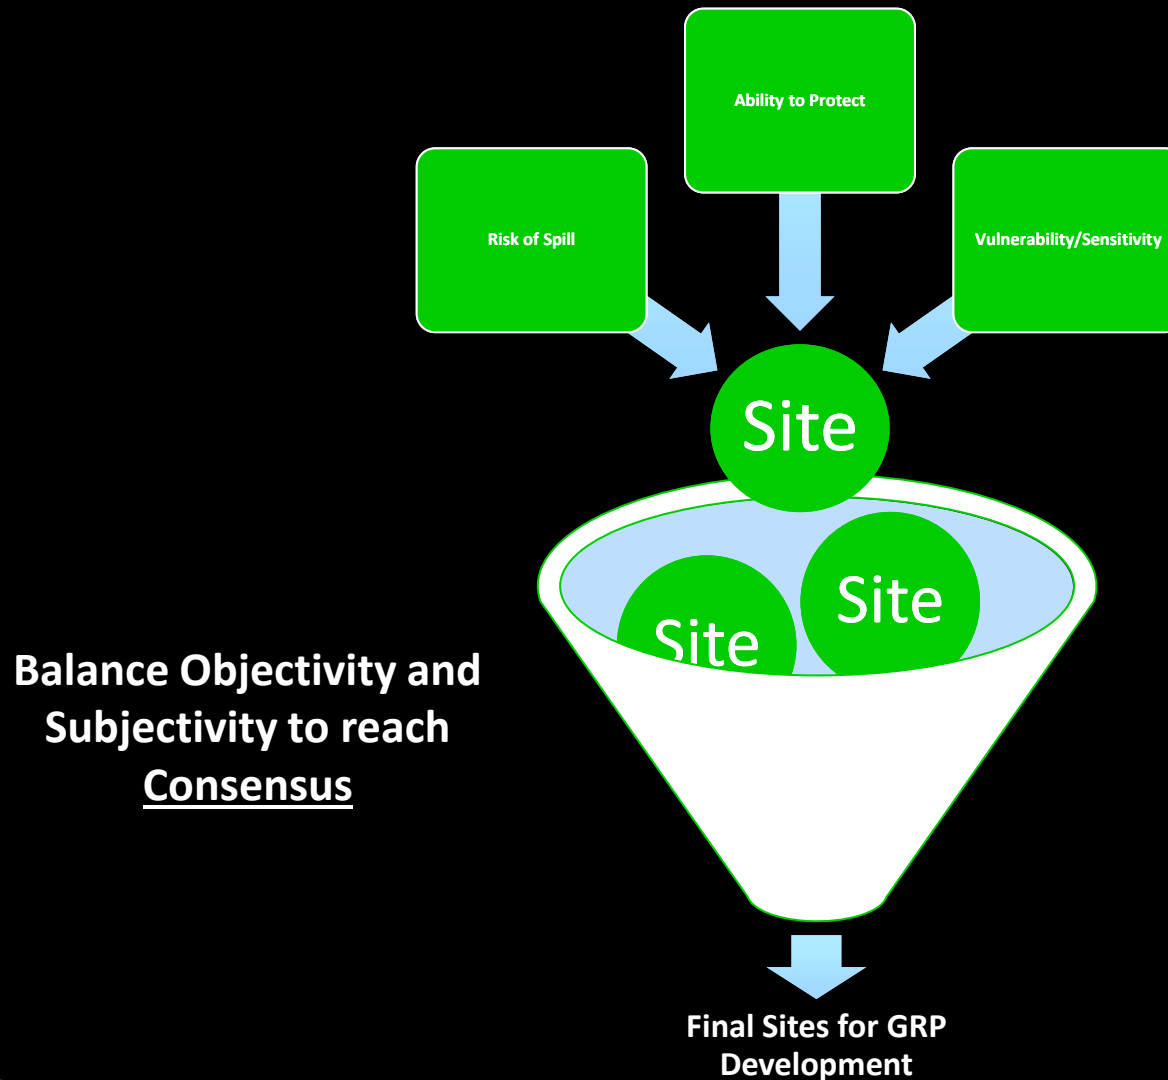 Ability to Protect
Risk of Spill
Vulnerability/Sensitivity
Site
Site
Site
Balance Objectivity and
Subjectivity to reach
Consensus
Final Sites for GRP
Development